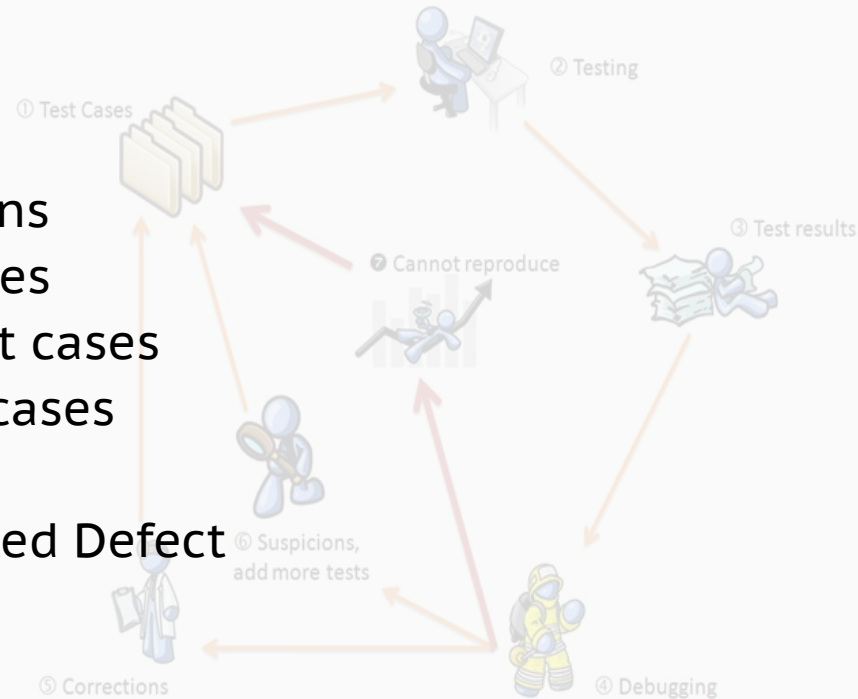 ① Test Cases
② Testing
③ Test results
❼ Cannot reproduce
ns
es
t cases
cases
ed Defect
⑥ Suspicions,
add more tests
⑤ Corrections
④ Debugging